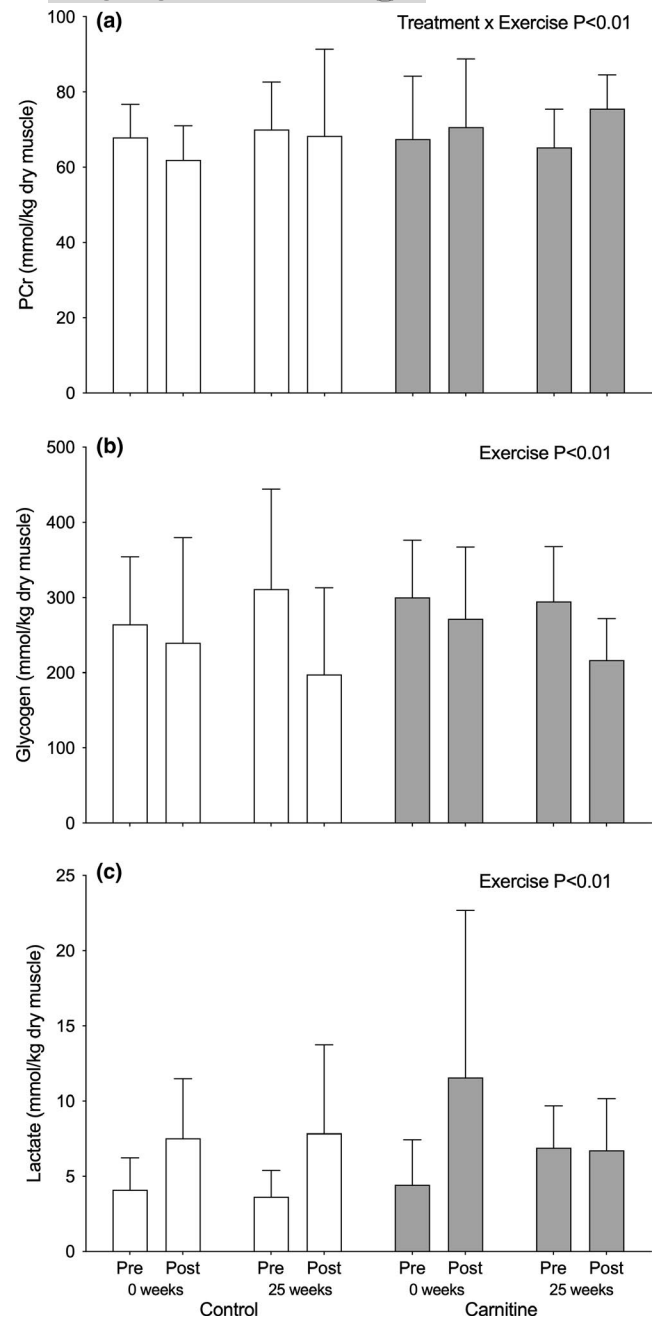 (a)
Treatment x Exercise P<0.01
100
80
60
40
20
0
PCr (mmol/kg dry muscle)
(b)
Exercise P<0.01
500
400
300
200
100
0
Glycogen (mmol/kg dry muscle)
(c)
Exercise P<0.01
25
20
15
10
5
0
Lactate (mmol/kg dry muscle)
Pre Post Pre Post Pre Post Pre Post
0 weeks 25 weeks 0 weeks 25 weeks
Control Carnitine